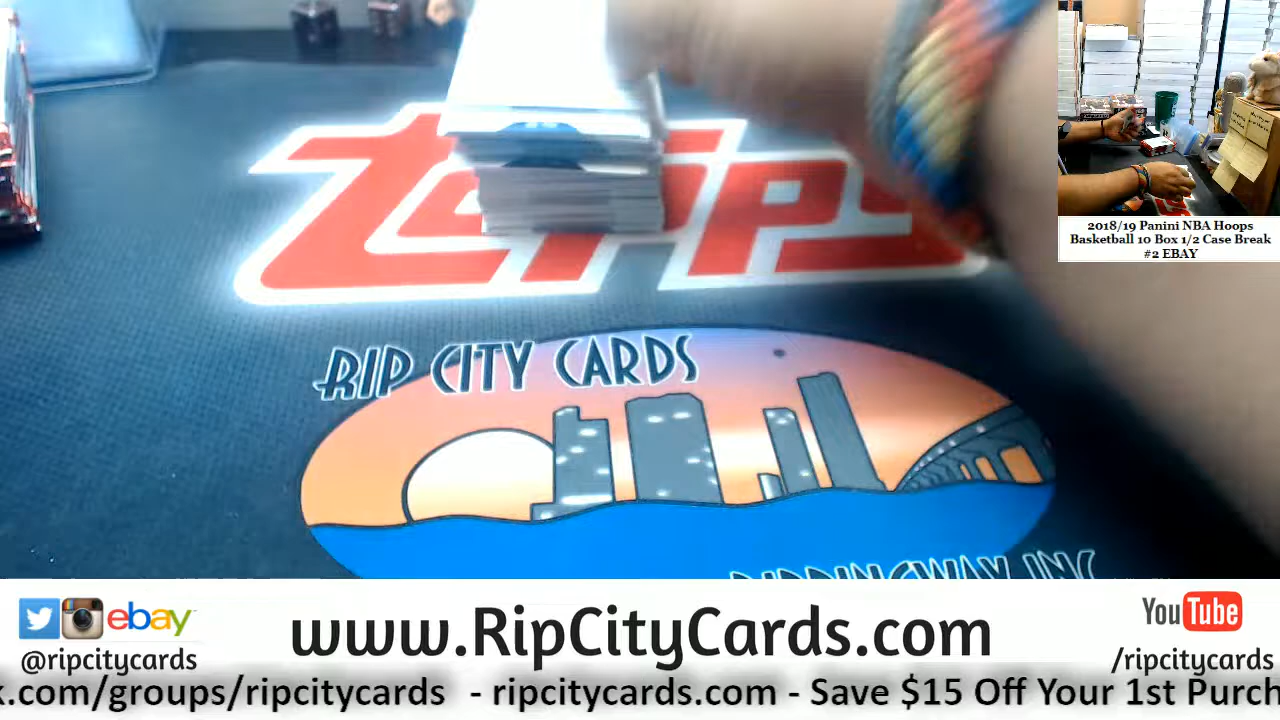 Topps
RIP CITY CARDS
2018/19 Panini NBA Hoops
Basketball 10 Box 1/2 Case Break
#2 EBAY
ebay
www.RipCityCards.com
YouTube
@ripcitycards
/ripcitycards
k.com/groups/ripcitycards - ripcitycards.com - Save $15 Off Your 1st Purch